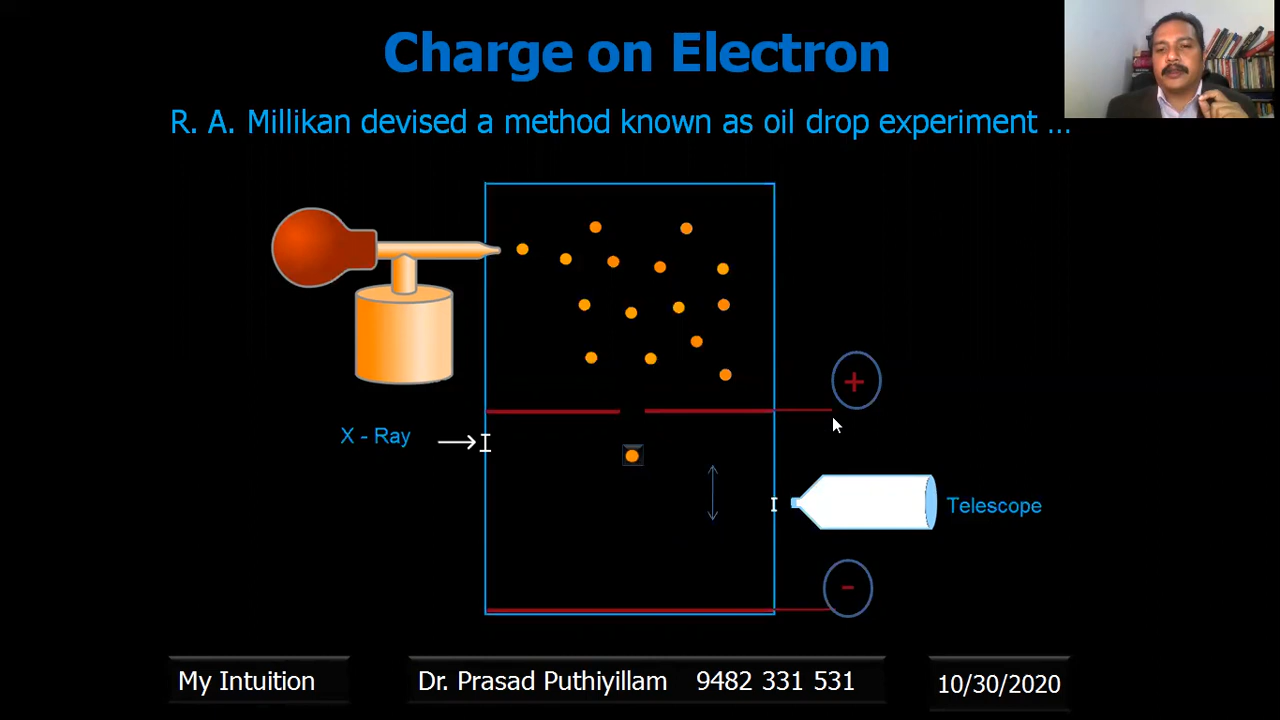 Charge on Electron
R. A. Millikan devised a method known as oil drop experiment ...
+
X - Ray
Telescope
-
My Intuition
Dr. Prasad Puthiyillam 9482 331 531
10/30/2020